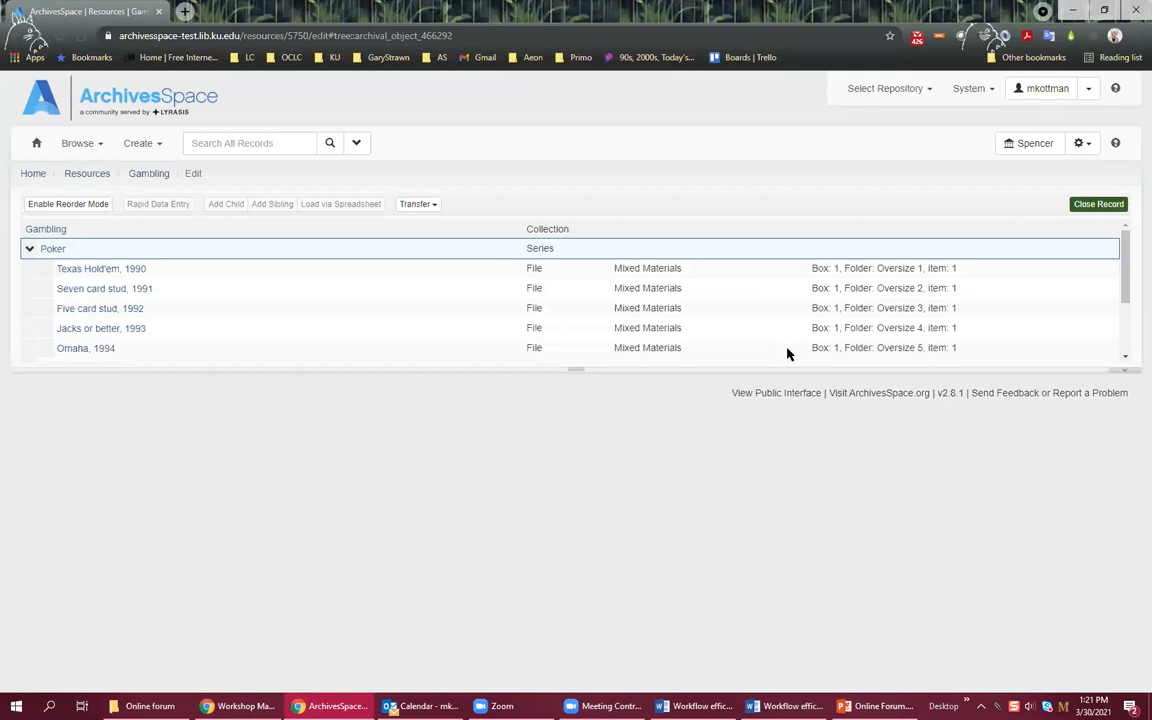 ArchivesSpace | Resources | Gam
archivesspace-test.lib.ku.edu/resources/5750/edit#tree::archival_object_466292
426
Apps Bookmarks Home | Free Interne... LC OCLC KU GaryStrawn AS Gmail Aeon Primo 90s, 2000s, Today's... Boards | Trello Other bookmarks Reading list
ArchivesSpace
a community served by LYRASIS
Select Repository System mkottman
Browse Create Search All Records Spencer
Home Resources Gambling Edit
Enable Reorder Mode Rapid Data Entry Add Child Add Sibling Load via Spreadsheet Transfer Close Record
Gambling Collection
Poker Series
Texas Hold'em, 1990 File Mixed Materials Box: 1, Folder: Oversize 1, item: 1
Seven card stud, 1991 File Mixed Materials Box: 1, Folder: Oversize 2, item: 1
Five card stud, 1992 File Mixed Materials Box: 1, Folder: Oversize 3, item: 1
Jacks or better, 1993 File Mixed Materials Box: 1, Folder: Oversize 4, item: 1
Omaha, 1994 File Mixed Materials Box: 1, Folder: Oversize 5, item: 1
View Public Interface | Visit ArchivesSpace.org | v2.8.1 | Send Feedback or Report a Problem
Online forum Workshop Ma... ArchivesSpace... Calendar - mk... Zoom Meeting Contr... Workflow effic... Workflow effic... Online Forum.... Desktop
1:21 PM
3/30/2021
2